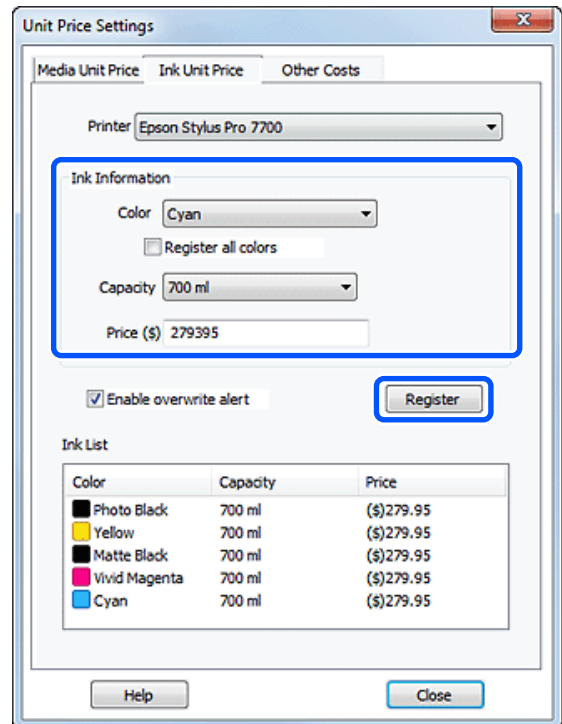 Unit Price Settings
Media Unit Price Ink Unit Price Other Costs
Printer Epson Stylus Pro 7700
Ink Information
Color Cyan
Register all colors
Capacity 700 ml
Price ($) 279395
Enable overwrite alert Register
Ink List
Color Capacity Price
Photo Black 700 ml ($)279.95
Yellow 700 ml ($)279.95
Matte Black 700 ml ($)279.95
Vivid Magenta 700 ml ($)279.95
Cyan 700 ml ($)279.95
Help Close